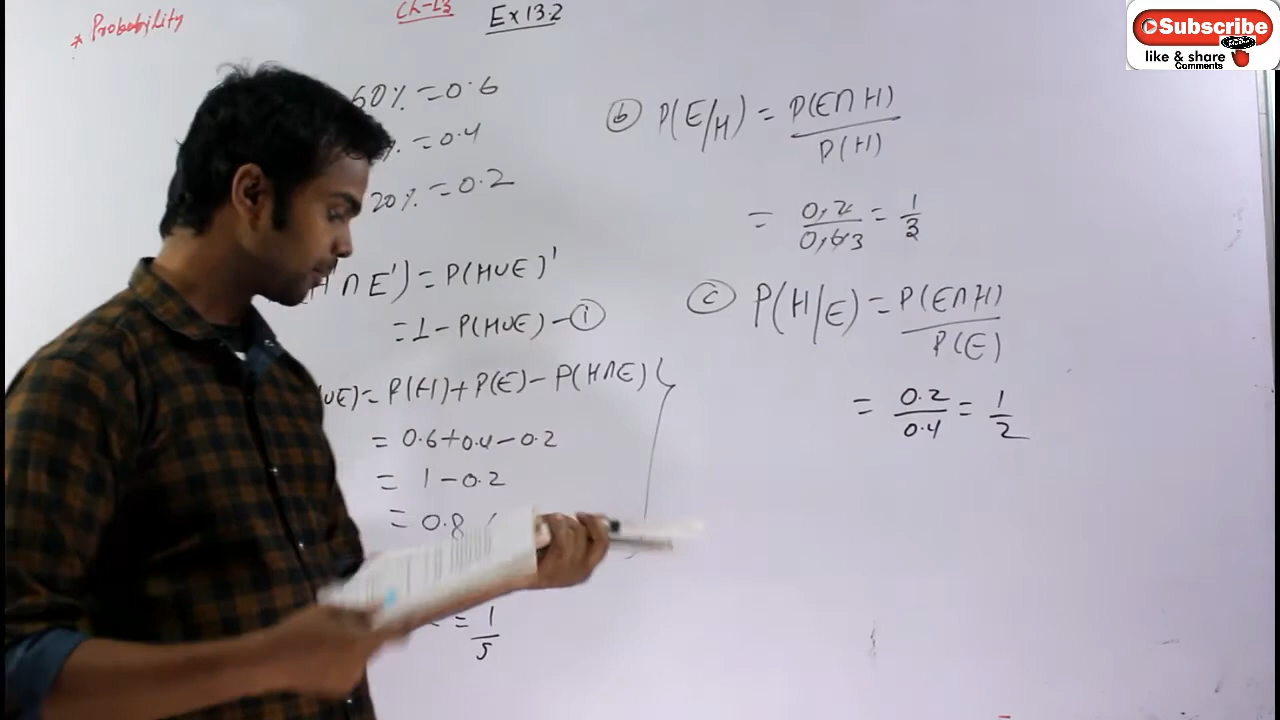 * Probability
Ch-13
Ex 13.2
Subscribe
like & share
Comments
60% = 0.6
% = 0.4
20% = 0.2
H ∩ E') = P(H∪E)'
= 1 - P(H∪E) - ①
∪E) = P(H) + P(E) - P(H∩E)
= 0.6 + 0.4 - 0.2
= 1 - 0.2
= 0.8
= 1/5
ⓑ P(E/H) = P(E∩H)/P(H)
= 0.2/0.6 3 = 1/3
ⓒ P(H/E) = P(E∩H)/P(E)
= 0.2/0.4 = 1/2